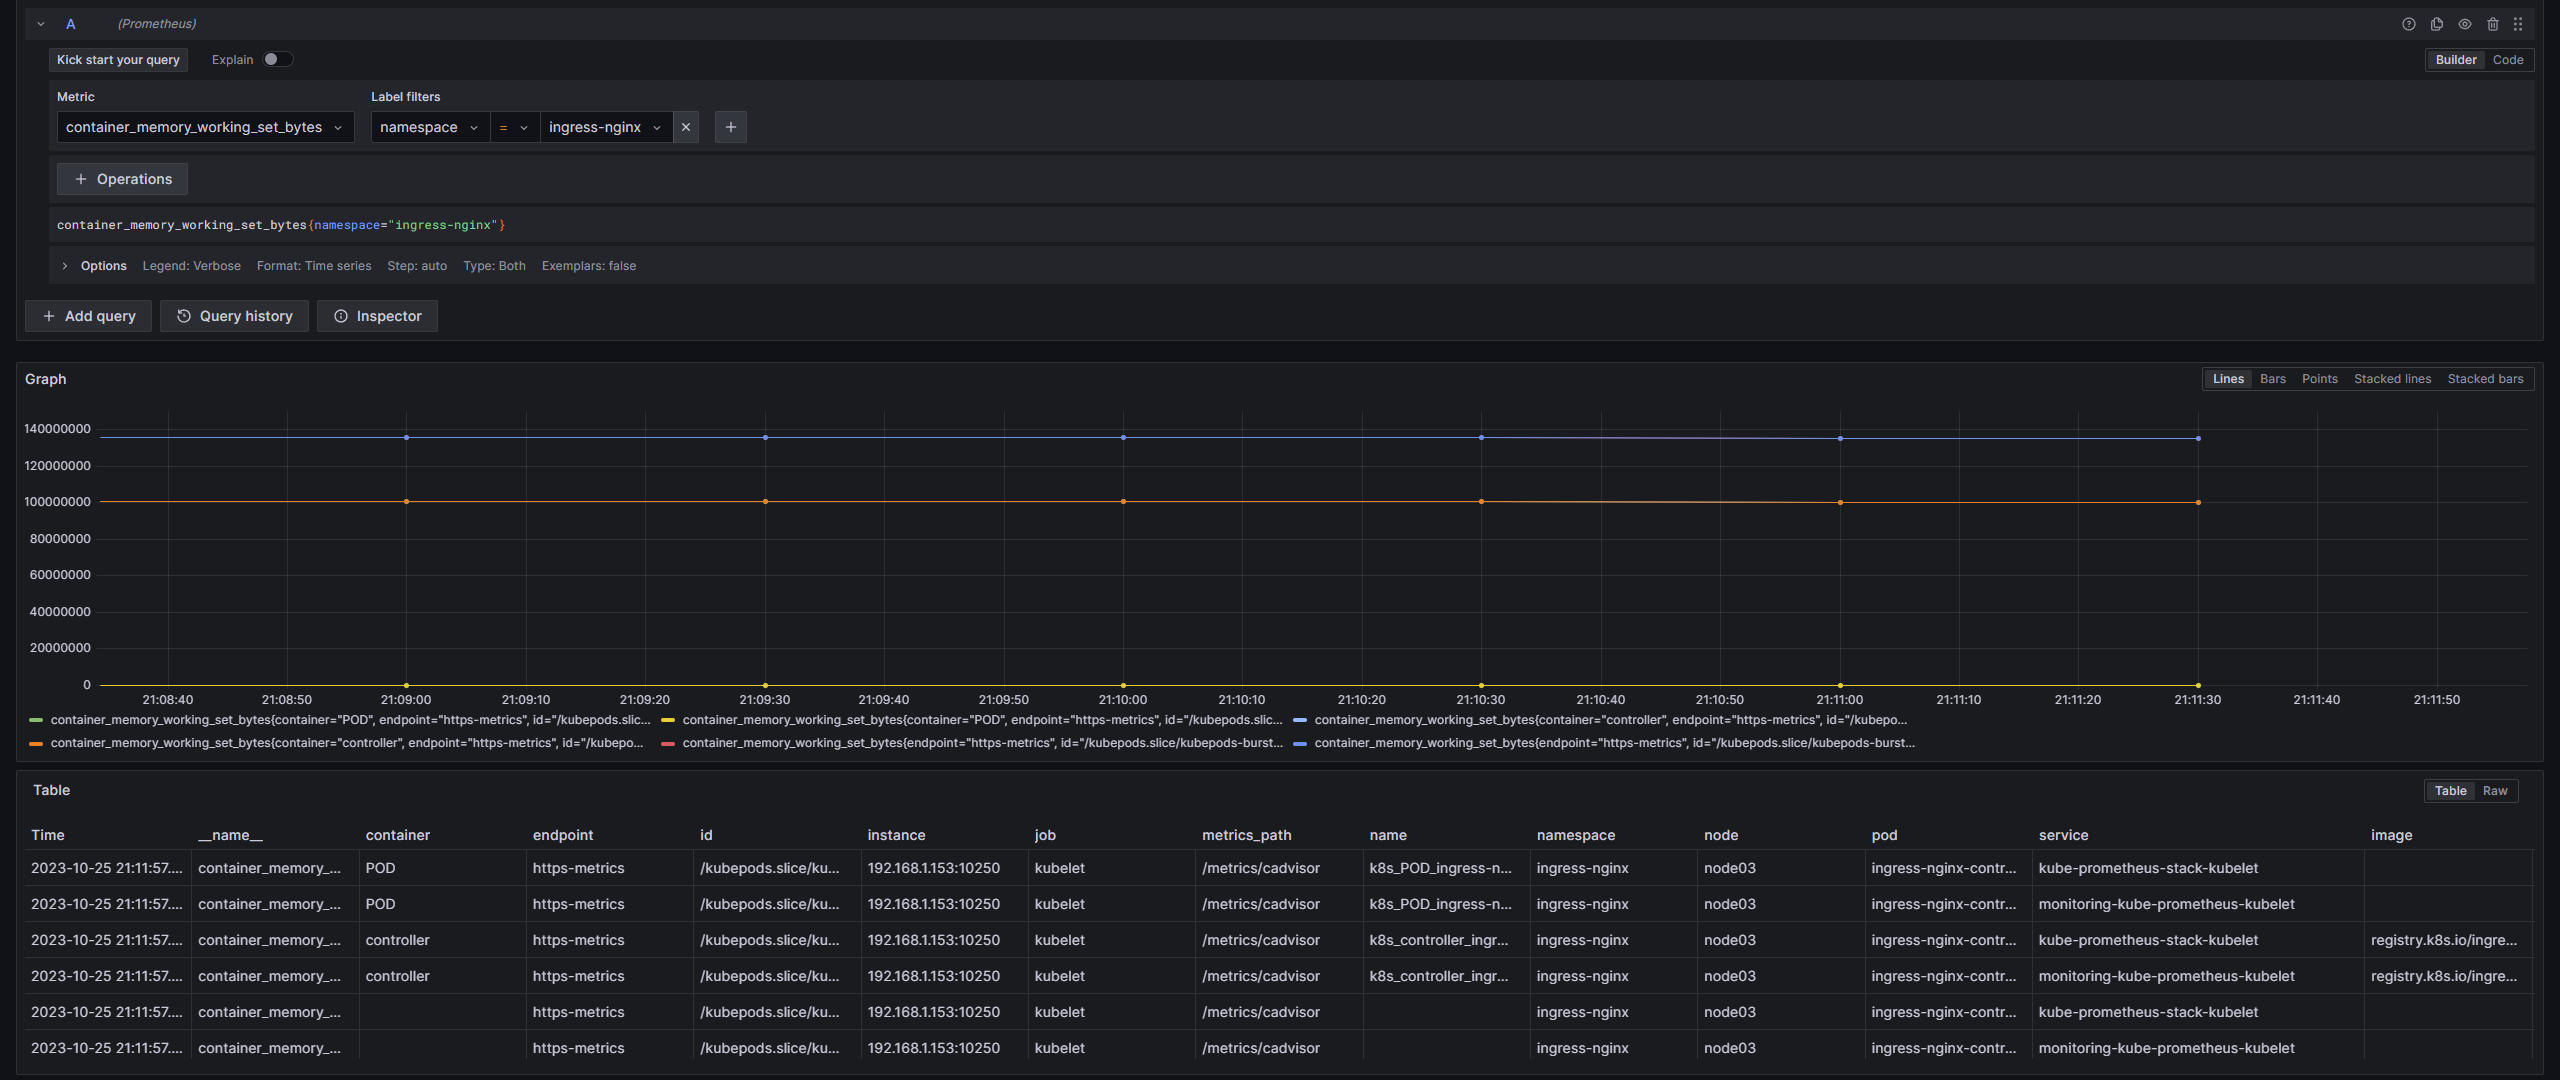 A (Prometheus)
Kick start your query Explain Builder Code
Metric Label filters
container_memory_working_set_bytes namespace = ingress-nginx
+ Operations
container_memory_working_set_bytes{namespace="ingress-nginx"}
Options Legend: Verbose Format: Time series Step: auto Type: Both Exemplars: false
+ Add query Query history Inspector
Graph Lines Bars Points Stacked lines Stacked bars
140000000
120000000
100000000
80000000
60000000
40000000
20000000
0
21:08:40 21:08:50 21:09:00 21:09:10 21:09:20 21:09:30 21:09:40 21:09:50 21:10:00 21:10:10 21:10:20 21:10:30 21:10:40 21:10:50 21:11:00 21:11:10 21:11:20 21:11:30 21:11:40 21:11:50
container_memory_working_set_bytes{container="POD", endpoint="https-metrics", id="/kubepods.slic... container_memory_working_set_bytes{container="POD", endpoint="https-metrics", id="/kubepods.slic... container_memory_working_set_bytes{container="controller", endpoint="https-metrics", id="/kubepo...
container_memory_working_set_bytes{container="controller", endpoint="https-metrics", id="/kubepo... container_memory_working_set_bytes{endpoint="https-metrics", id="/kubepods.slice/kubepods-burst... container_memory_working_set_bytes{endpoint="https-metrics", id="/kubepods.slice/kubepods-burst...
Table Table Raw
Time __name__ container endpoint id instance job metrics_path name namespace node pod service image
2023-10-25 21:11:57.... container_memory_... POD https-metrics /kubepods.slice/ku... 192.168.1.153:10250 kubelet /metrics/cadvisor k8s_POD_ingress-n... ingress-nginx node03 ingress-nginx-contr... kube-prometheus-stack-kubelet
2023-10-25 21:11:57.... container_memory_... POD https-metrics /kubepods.slice/ku... 192.168.1.153:10250 kubelet /metrics/cadvisor k8s_POD_ingress-n... ingress-nginx node03 ingress-nginx-contr... monitoring-kube-prometheus-kubelet
2023-10-25 21:11:57.... container_memory_... controller https-metrics /kubepods.slice/ku... 192.168.1.153:10250 kubelet /metrics/cadvisor k8s_controller_ingr... ingress-nginx node03 ingress-nginx-contr... kube-prometheus-stack-kubelet registry.k8s.io/ingre...
2023-10-25 21:11:57.... container_memory_... controller https-metrics /kubepods.slice/ku... 192.168.1.153:10250 kubelet /metrics/cadvisor k8s_controller_ingr... ingress-nginx node03 ingress-nginx-contr... monitoring-kube-prometheus-kubelet registry.k8s.io/ingre...
2023-10-25 21:11:57.... container_memory_... https-metrics /kubepods.slice/ku... 192.168.1.153:10250 kubelet /metrics/cadvisor ingress-nginx node03 ingress-nginx-contr... kube-prometheus-stack-kubelet
2023-10-25 21:11:57.... container_memory_... https-metrics /kubepods.slice/ku... 192.168.1.153:10250 kubelet /metrics/cadvisor ingress-nginx node03 ingress-nginx-contr... monitoring-kube-prometheus-kubelet